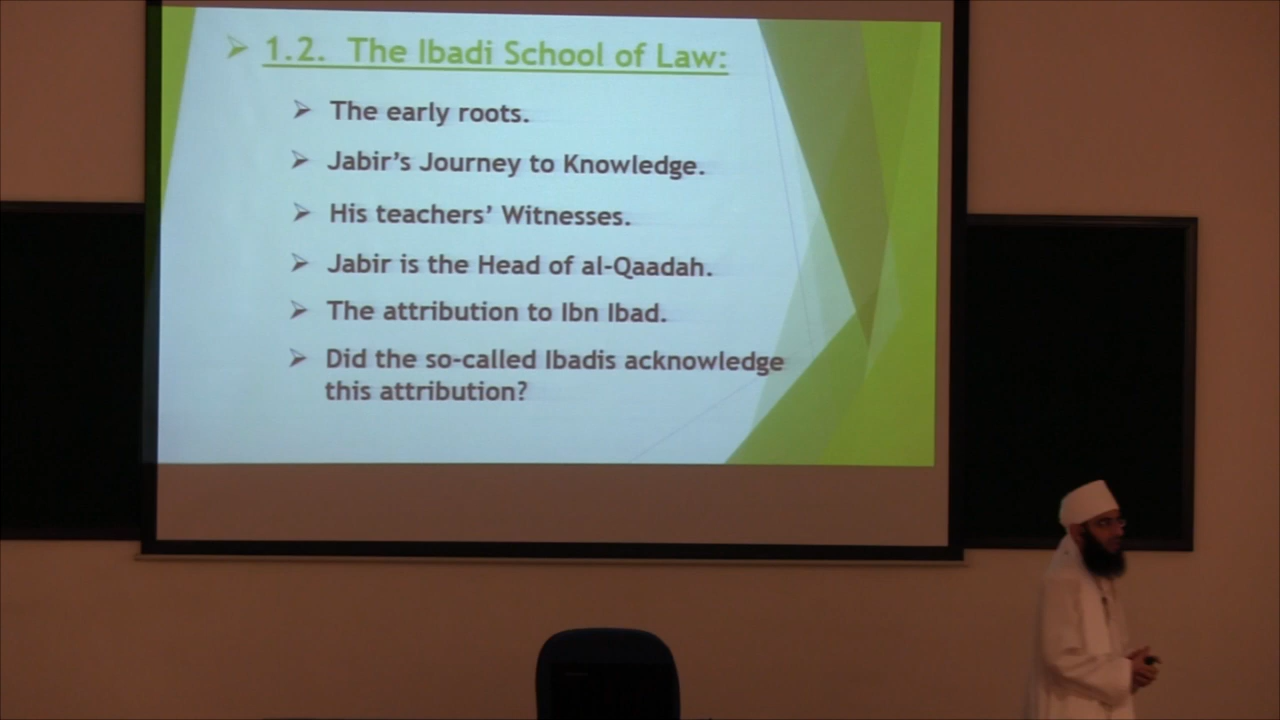 1.2. The Ibadi School of Law:
The early roots.
Jabir's Journey to Knowledge.
His teachers' Witnesses.
Jabir is the Head of al-Qaadah.
The attribution to Ibn Ibad.
Did the so-called Ibadis acknowledge
this attribution?